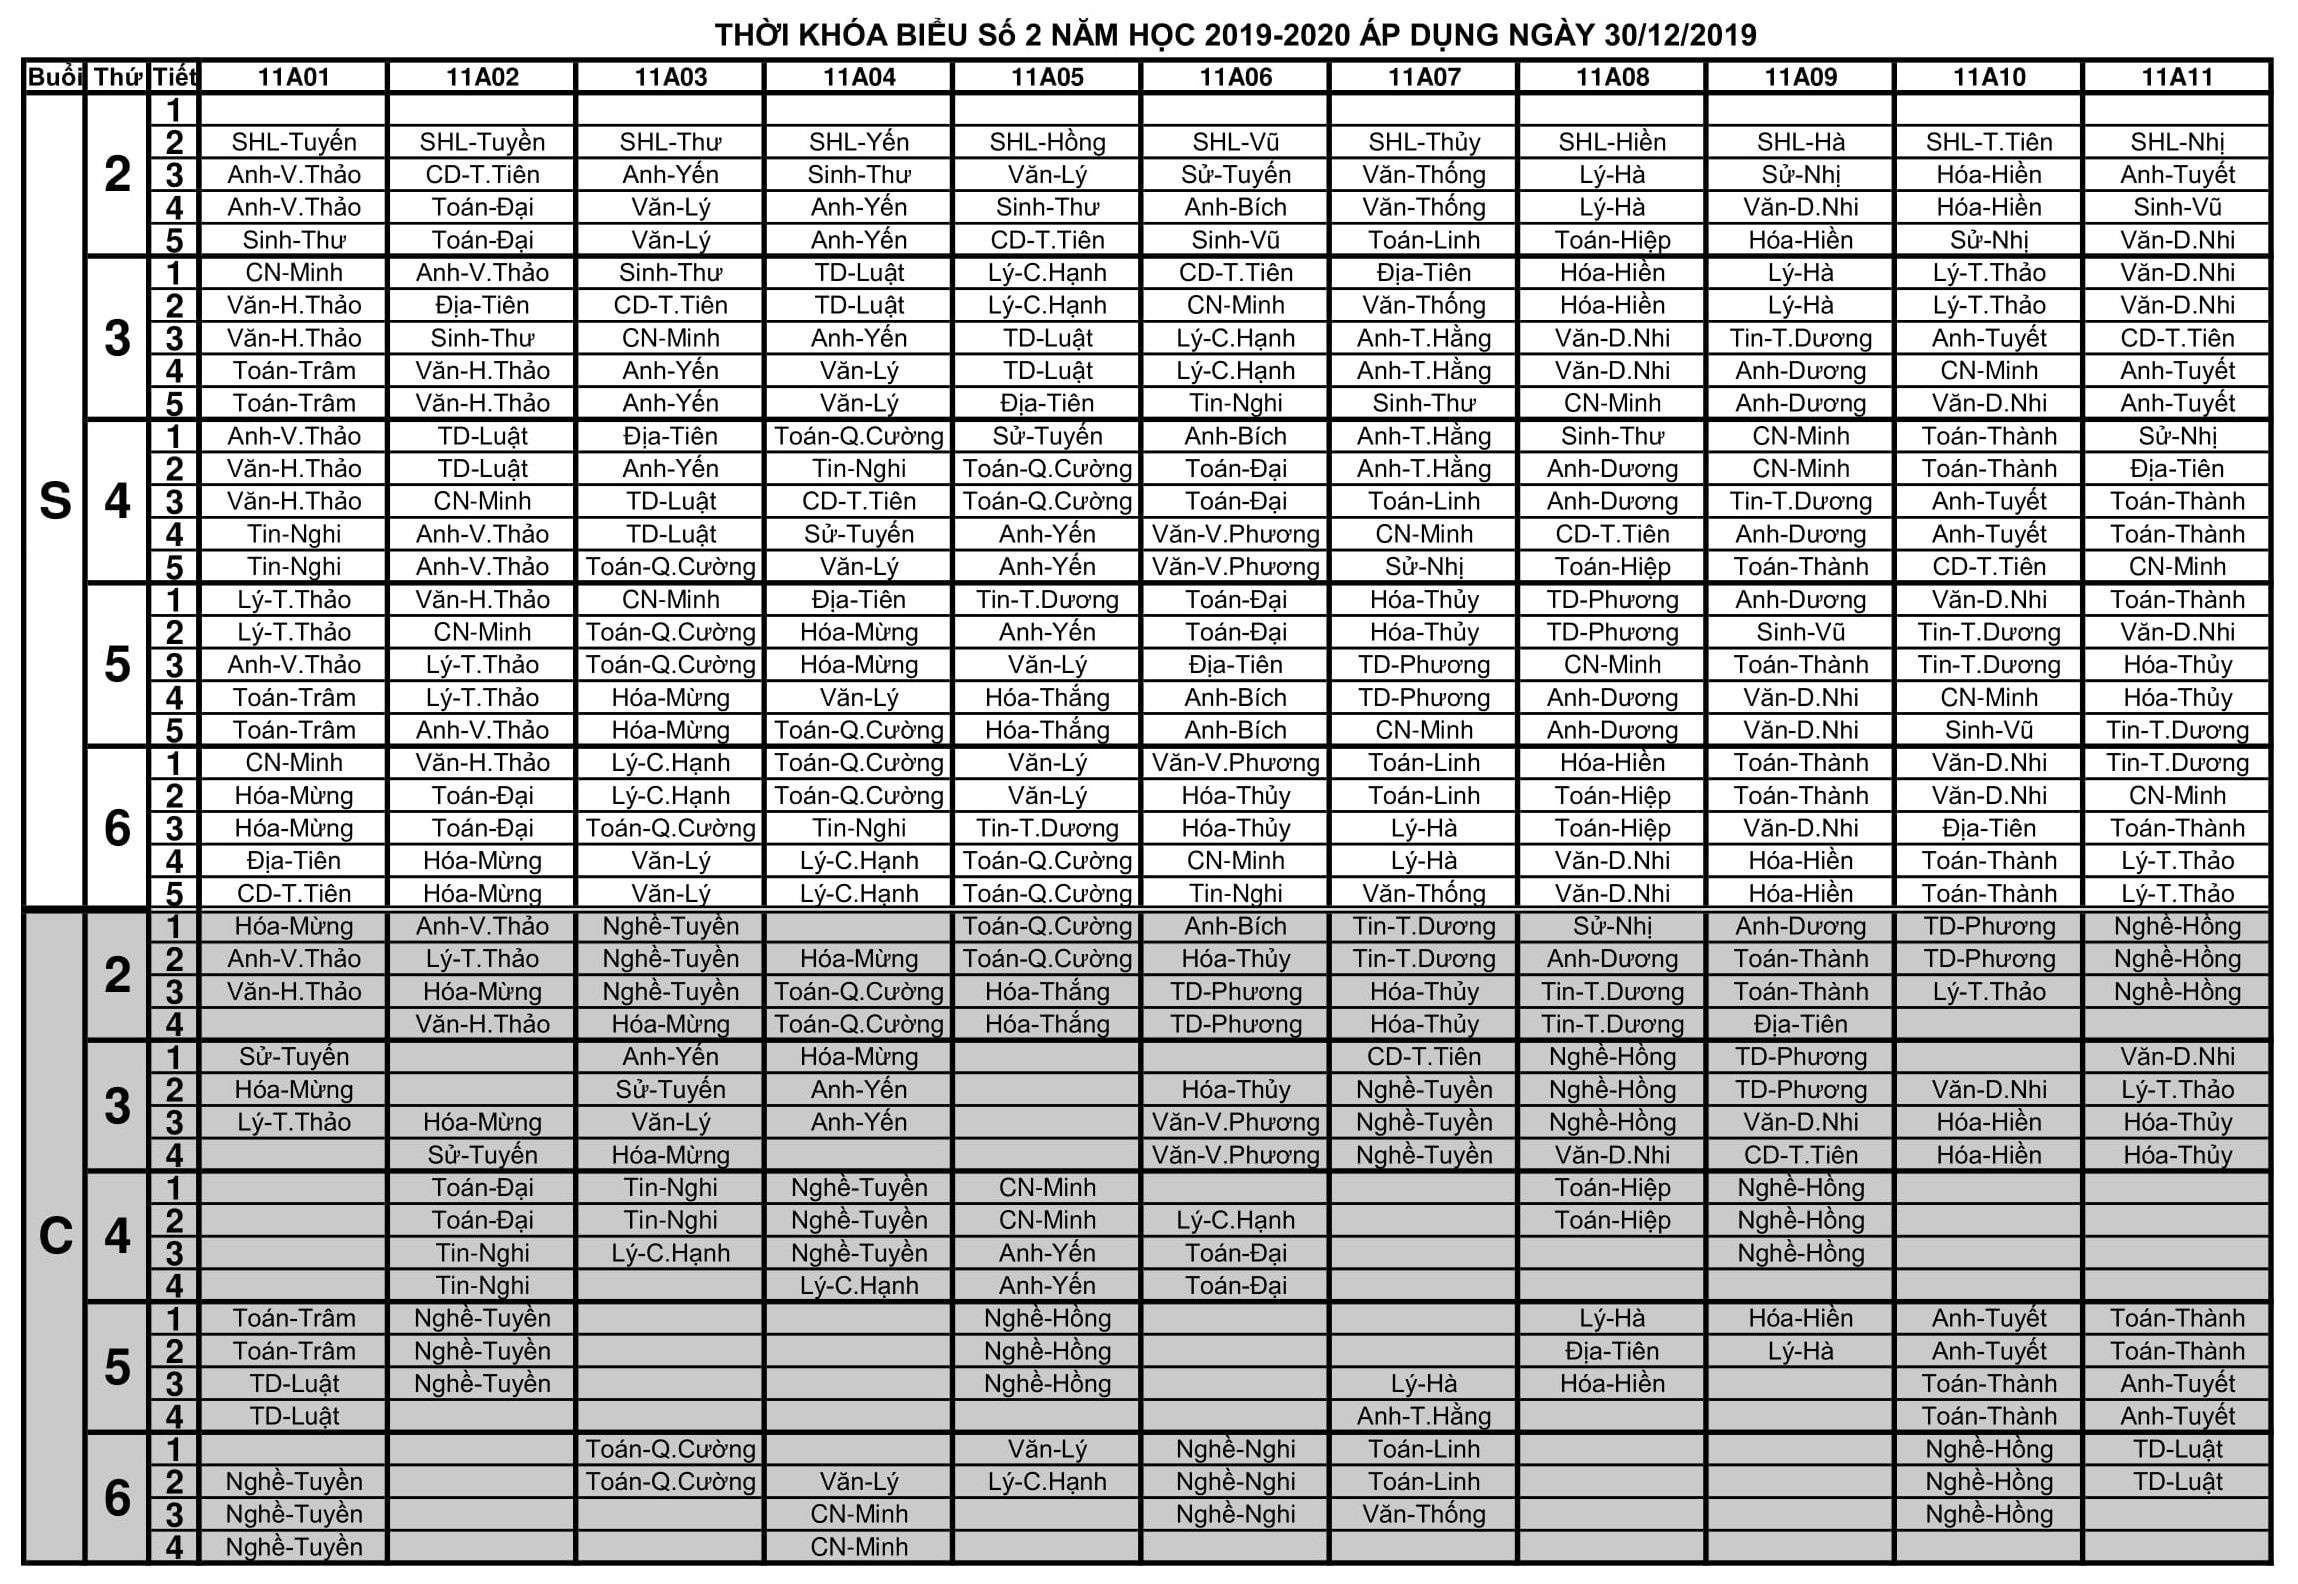 THỜI KHÓA BIỂU Số 2 NĂM HỌC 2019-2020 ÁP DỤNG NGÀY 30/12/2019
Buổi Thứ Tiết 11A01 11A02 11A03 11A04 11A05 11A06 11A07 11A08 11A09 11A10 11A11
S
2
1
2 SHL-Tuyến SHL-Tuyền SHL-Thư SHL-Yến SHL-Hồng SHL-Vũ SHL-Thủy SHL-Hiền SHL-Hà SHL-T.Tiên SHL-Nhị
3 Anh-V.Thảo CD-T.Tiên Anh-Yến Sinh-Thư Văn-Lý Sử-Tuyến Văn-Thống Lý-Hà Sử-Nhị Hóa-Hiền Anh-Tuyết
4 Anh-V.Thảo Toán-Đại Văn-Lý Anh-Yến Sinh-Thư Anh-Bích Văn-Thống Lý-Hà Văn-D.Nhi Hóa-Hiền Sinh-Vũ
5 Sinh-Thư Toán-Đại Văn-Lý Anh-Yến CD-T.Tiên Sinh-Vũ Toán-Linh Toán-Hiệp Hóa-Hiền Sử-Nhị Văn-D.Nhi
3
1 CN-Minh Anh-V.Thảo Sinh-Thư TD-Luật Lý-C.Hạnh CD-T.Tiên Địa-Tiên Hóa-Hiền Lý-Hà Lý-T.Thảo Văn-D.Nhi
2 Văn-H.Thảo Địa-Tiên CD-T.Tiên TD-Luật Lý-C.Hạnh CN-Minh Văn-Thống Hóa-Hiền Lý-Hà Lý-T.Thảo Văn-D.Nhi
3 Văn-H.Thảo Sinh-Thư CN-Minh Anh-Yến TD-Luật Lý-C.Hạnh Anh-T.Hằng Văn-D.Nhi Tin-T.Dương Anh-Tuyết CD-T.Tiên
4 Toán-Trâm Văn-H.Thảo Anh-Yến Văn-Lý TD-Luật Lý-C.Hạnh Anh-T.Hằng Văn-D.Nhi Anh-Dương CN-Minh Anh-Tuyết
5 Toán-Trâm Văn-H.Thảo Anh-Yến Văn-Lý Địa-Tiên Tin-Nghi Sinh-Thư CN-Minh Anh-Dương Văn-D.Nhi Anh-Tuyết
4
1 Anh-V.Thảo TD-Luật Địa-Tiên Toán-Q.Cường Sử-Tuyến Anh-Bích Anh-T.Hằng Sinh-Thư CN-Minh Toán-Thành Sử-Nhị
2 Văn-H.Thảo TD-Luật Anh-Yến Tin-Nghi Toán-Q.Cường Toán-Đại Anh-T.Hằng Anh-Dương CN-Minh Toán-Thành Địa-Tiên
3 Văn-H.Thảo CN-Minh TD-Luật CD-T.Tiên Toán-Q.Cường Toán-Đại Toán-Linh Anh-Dương Tin-T.Dương Anh-Tuyết Toán-Thành
4 Tin-Nghi Anh-V.Thảo TD-Luật Sử-Tuyến Anh-Yến Văn-V.Phương CN-Minh CD-T.Tiên Anh-Dương Anh-Tuyết Toán-Thành
5 Tin-Nghi Anh-V.Thảo Toán-Q.Cường Văn-Lý Anh-Yến Văn-V.Phương Sử-Nhị Toán-Hiệp Toán-Thành CD-T.Tiên CN-Minh
5
1 Lý-T.Thảo Văn-H.Thảo CN-Minh Địa-Tiên Tin-T.Dương Toán-Đại Hóa-Thủy TD-Phương Anh-Dương Văn-D.Nhi Toán-Thành
2 Lý-T.Thảo CN-Minh Toán-Q.Cường Hóa-Mừng Anh-Yến Toán-Đại Hóa-Thủy TD-Phương Sinh-Vũ Tin-T.Dương Văn-D.Nhi
3 Anh-V.Thảo Lý-T.Thảo Toán-Q.Cường Hóa-Mừng Văn-Lý Địa-Tiên TD-Phương CN-Minh Toán-Thành Tin-T.Dương Hóa-Thủy
4 Toán-Trâm Lý-T.Thảo Hóa-Mừng Văn-Lý Hóa-Thắng Anh-Bích TD-Phương Anh-Dương Văn-D.Nhi CN-Minh Hóa-Thủy
5 Toán-Trâm Anh-V.Thảo Hóa-Mừng Toán-Q.Cường Hóa-Thắng Anh-Bích CN-Minh Anh-Dương Văn-D.Nhi Sinh-Vũ Tin-T.Dương
6
1 CN-Minh Văn-H.Thảo Lý-C.Hạnh Toán-Q.Cường Văn-Lý Văn-V.Phương Toán-Linh Hóa-Hiền Toán-Thành Văn-D.Nhi Tin-T.Dương
2 Hóa-Mừng Toán-Đại Lý-C.Hạnh Toán-Q.Cường Văn-Lý Hóa-Thủy Toán-Linh Toán-Hiệp Toán-Thành Văn-D.Nhi CN-Minh
3 Hóa-Mừng Toán-Đại Toán-Q.Cường Tin-Nghi Tin-T.Dương Hóa-Thủy Lý-Hà Toán-Hiệp Văn-D.Nhi Địa-Tiên Toán-Thành
4 Địa-Tiên Hóa-Mừng Văn-Lý Lý-C.Hạnh Toán-Q.Cường CN-Minh Lý-Hà Văn-D.Nhi Hóa-Hiền Toán-Thành Lý-T.Thảo
5 CD-T.Tiên Hóa-Mừng Văn-Lý Lý-C.Hạnh Toán-Q.Cường Tin-Nghi Văn-Thống Văn-D.Nhi Hóa-Hiền Toán-Thành Lý-T.Thảo
C
2
1 Hóa-Mừng Anh-V.Thảo Nghề-Tuyền Toán-Q.Cường Anh-Bích Tin-T.Dương Sử-Nhị Anh-Dương TD-Phương Nghề-Hồng
2 Anh-V.Thảo Lý-T.Thảo Nghề-Tuyền Hóa-Mừng Toán-Q.Cường Hóa-Thủy Tin-T.Dương Anh-Dương Toán-Thành TD-Phương Nghề-Hồng
3 Văn-H.Thảo Hóa-Mừng Nghề-Tuyền Toán-Q.Cường Hóa-Thắng TD-Phương Hóa-Thủy Tin-T.Dương Toán-Thành Lý-T.Thảo Nghề-Hồng
4 Văn-H.Thảo Hóa-Mừng Toán-Q.Cường Hóa-Thắng TD-Phương Hóa-Thủy Tin-T.Dương Địa-Tiên
3
1 Sử-Tuyến Anh-Yến Hóa-Mừng CD-T.Tiên Nghề-Hồng TD-Phương Văn-D.Nhi
2 Hóa-Mừng Sử-Tuyến Anh-Yến Hóa-Thủy Nghề-Tuyền Nghề-Hồng TD-Phương Văn-D.Nhi Lý-T.Thảo
3 Lý-T.Thảo Hóa-Mừng Văn-Lý Anh-Yến Văn-V.Phương Nghề-Tuyền Nghề-Hồng Văn-D.Nhi Hóa-Hiền Hóa-Thủy
4 Sử-Tuyến Hóa-Mừng Văn-V.Phương Nghề-Tuyền Văn-D.Nhi CD-T.Tiên Hóa-Hiền Hóa-Thủy
4
1 Toán-Đại Tin-Nghi Nghề-Tuyền CN-Minh Toán-Hiệp Nghề-Hồng
2 Toán-Đại Tin-Nghi Nghề-Tuyền CN-Minh Lý-C.Hạnh Toán-Hiệp Nghề-Hồng
3 Tin-Nghi Lý-C.Hạnh Nghề-Tuyền Anh-Yến Toán-Đại Nghề-Hồng
4 Tin-Nghi Lý-C.Hạnh Anh-Yến Toán-Đại
5
1 Toán-Trâm Nghề-Tuyền Nghề-Hồng Lý-Hà Hóa-Hiền Anh-Tuyết Toán-Thành
2 Toán-Trâm Nghề-Tuyền Nghề-Hồng Địa-Tiên Lý-Hà Anh-Tuyết Toán-Thành
3 TD-Luật Nghề-Tuyền Nghề-Hồng Lý-Hà Hóa-Hiền Toán-Thành Anh-Tuyết
4 TD-Luật Anh-T.Hằng Toán-Thành Anh-Tuyết
6
1 Toán-Q.Cường Văn-Lý Nghề-Nghi Toán-Linh Nghề-Hồng TD-Luật
2 Nghề-Tuyền Toán-Q.Cường Văn-Lý Lý-C.Hạnh Nghề-Nghi Toán-Linh Nghề-Hồng TD-Luật
3 Nghề-Tuyền CN-Minh Nghề-Nghi Văn-Thống Nghề-Hồng
4 Nghề-Tuyền CN-Minh